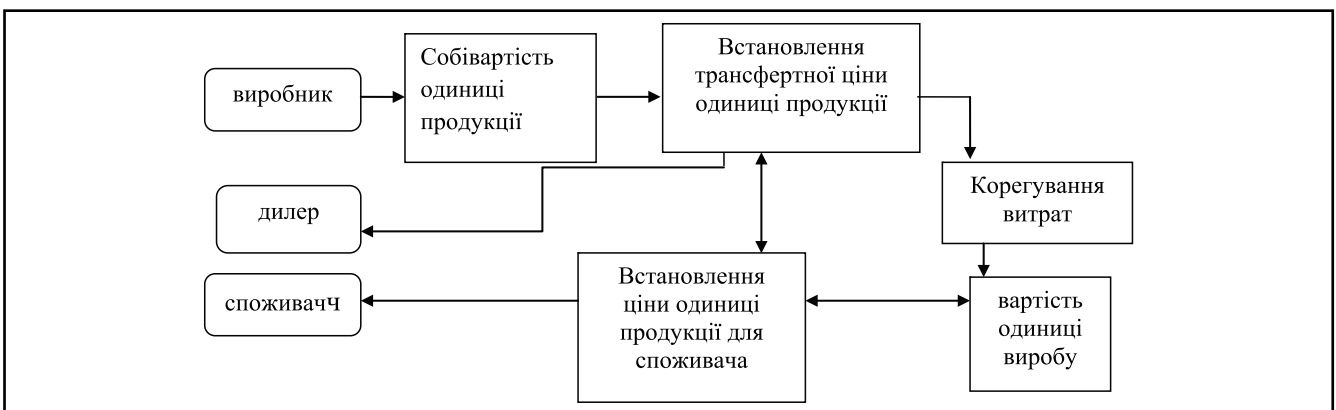 виробник
Собівартість
одиниці
продукції
Встановлення
трансфертної ціни
одиниці продукції
Корегування
витрат
дилер
споживачч
Встановлення
ціни одиниці
продукції для
споживача
вартість
одиниці
виробу